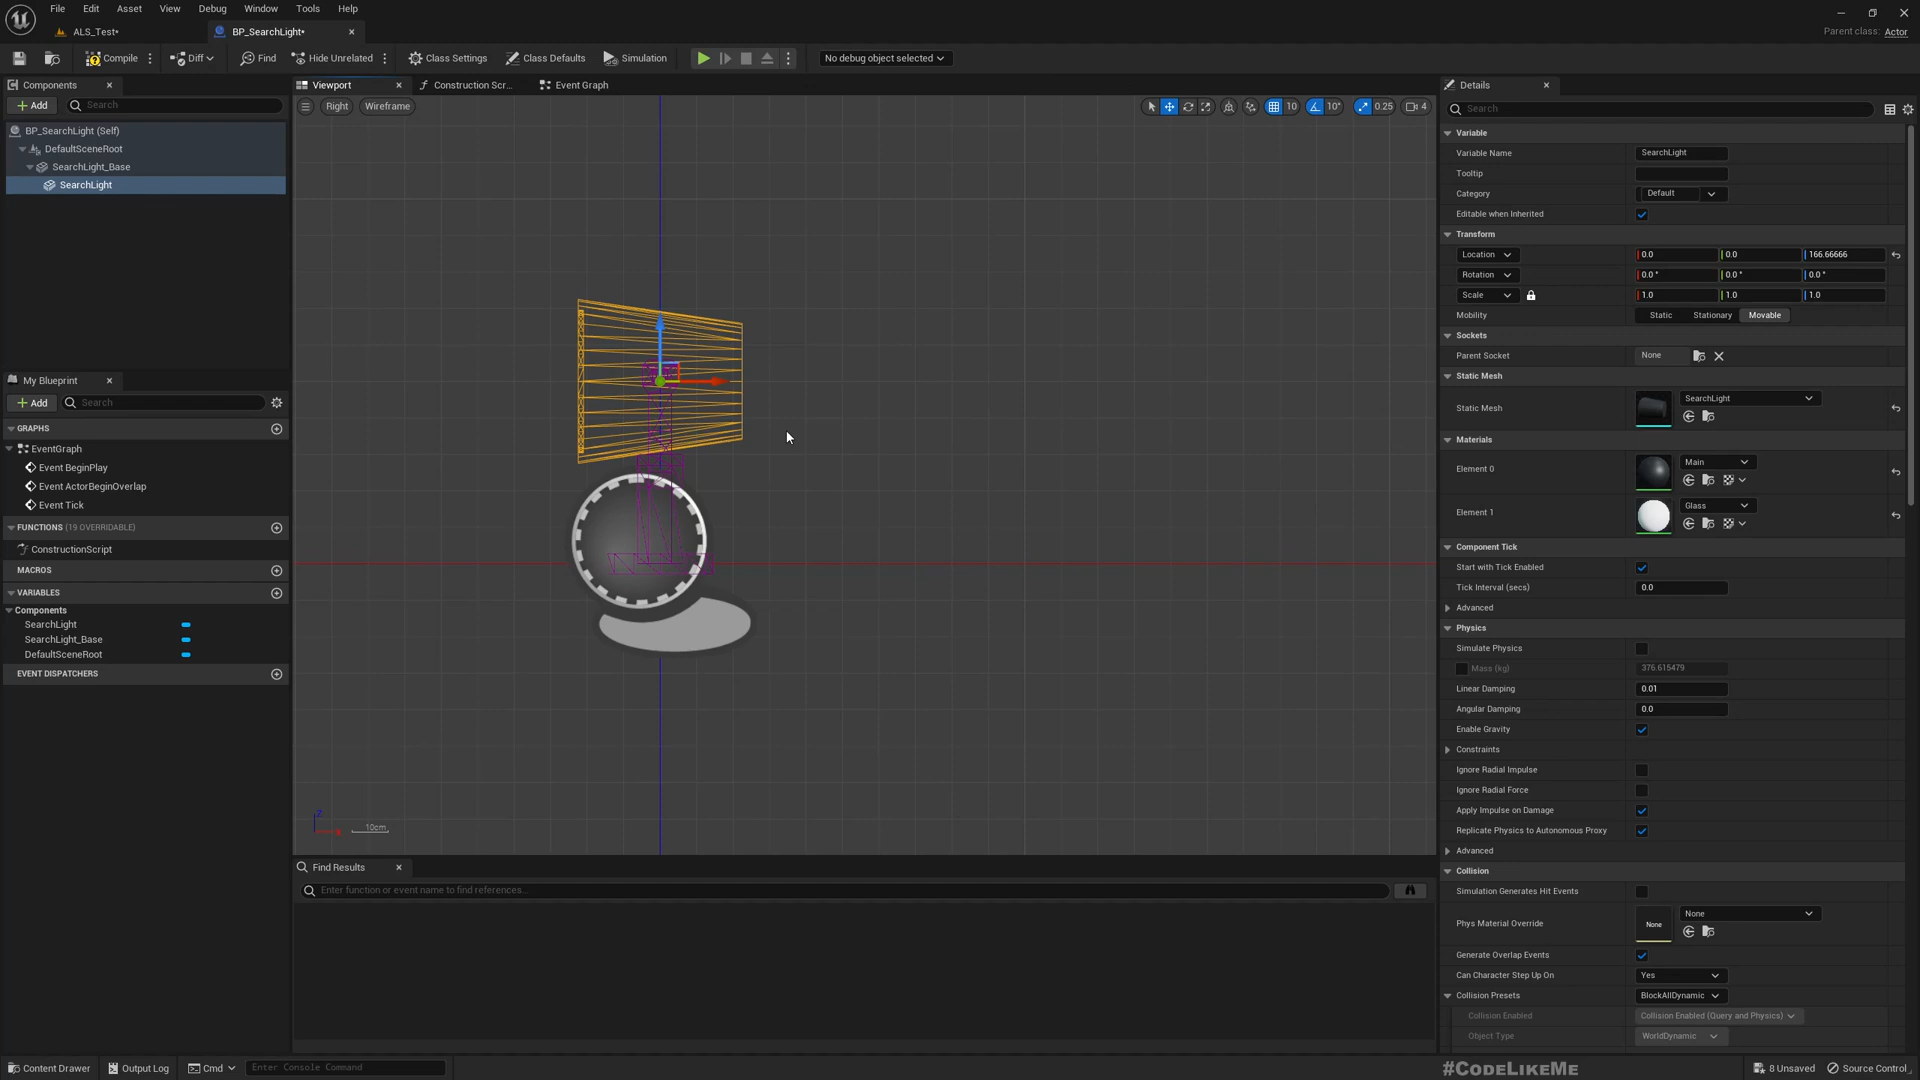 File Edit Asset View Debug Window Tools Help
ALS_Test* BP_SearchLight* Parent class: Actor
Compile Diff Find Hide Unrelated Class Settings Class Defaults Simulation No debug object selected
Components Viewport Construction Scr... Event Graph Details
Add Search Right Wireframe 10 10° 0.25 4 Search
BP_SearchLight (Self)
DefaultSceneRoot
SearchLight_Base
SearchLight
My Blueprint
Add Search
GRAPHS
EventGraph
Event BeginPlay
Event ActorBeginOverlap
Event Tick
FUNCTIONS (19 OVERRIDABLE)
ConstructionScript
MACROS
VARIABLES
Components
SearchLight
SearchLight_Base
DefaultSceneRoot
EVENT DISPATCHERS
Z
10cm
Find Results
Enter function or event name to find references...
Variable
Variable Name SearchLight
Tooltip
Category Default
Editable when Inherited
Transform
Location 0.0 0.0 166.66666
Rotation 0.0° 0.0° 0.0°
Scale 1.0 1.0 1.0
Mobility Static Stationary Movable
Sockets
Parent Socket None
Static Mesh
Static Mesh SearchLight
Materials
Element 0 Main
Element 1 Glass
Component Tick
Start with Tick Enabled
Tick Interval (secs) 0.0
Advanced
Physics
Simulate Physics
Mass (kg) 376.615479
Linear Damping 0.01
Angular Damping 0.0
Enable Gravity
Constraints
Ignore Radial Impulse
Ignore Radial Force
Apply Impulse on Damage
Replicate Physics to Autonomous Proxy
Advanced
Collision
Simulation Generates Hit Events
Phys Material Override None None
Generate Overlap Events
Can Character Step Up On Yes
Collision Presets BlockAllDynamic
Collision Enabled Collision Enabled (Query and Physics)
Object Type WorldDynamic
Content Drawer Output Log Cmd Enter Console Command #CodeLikeMe 8 Unsaved Source Control